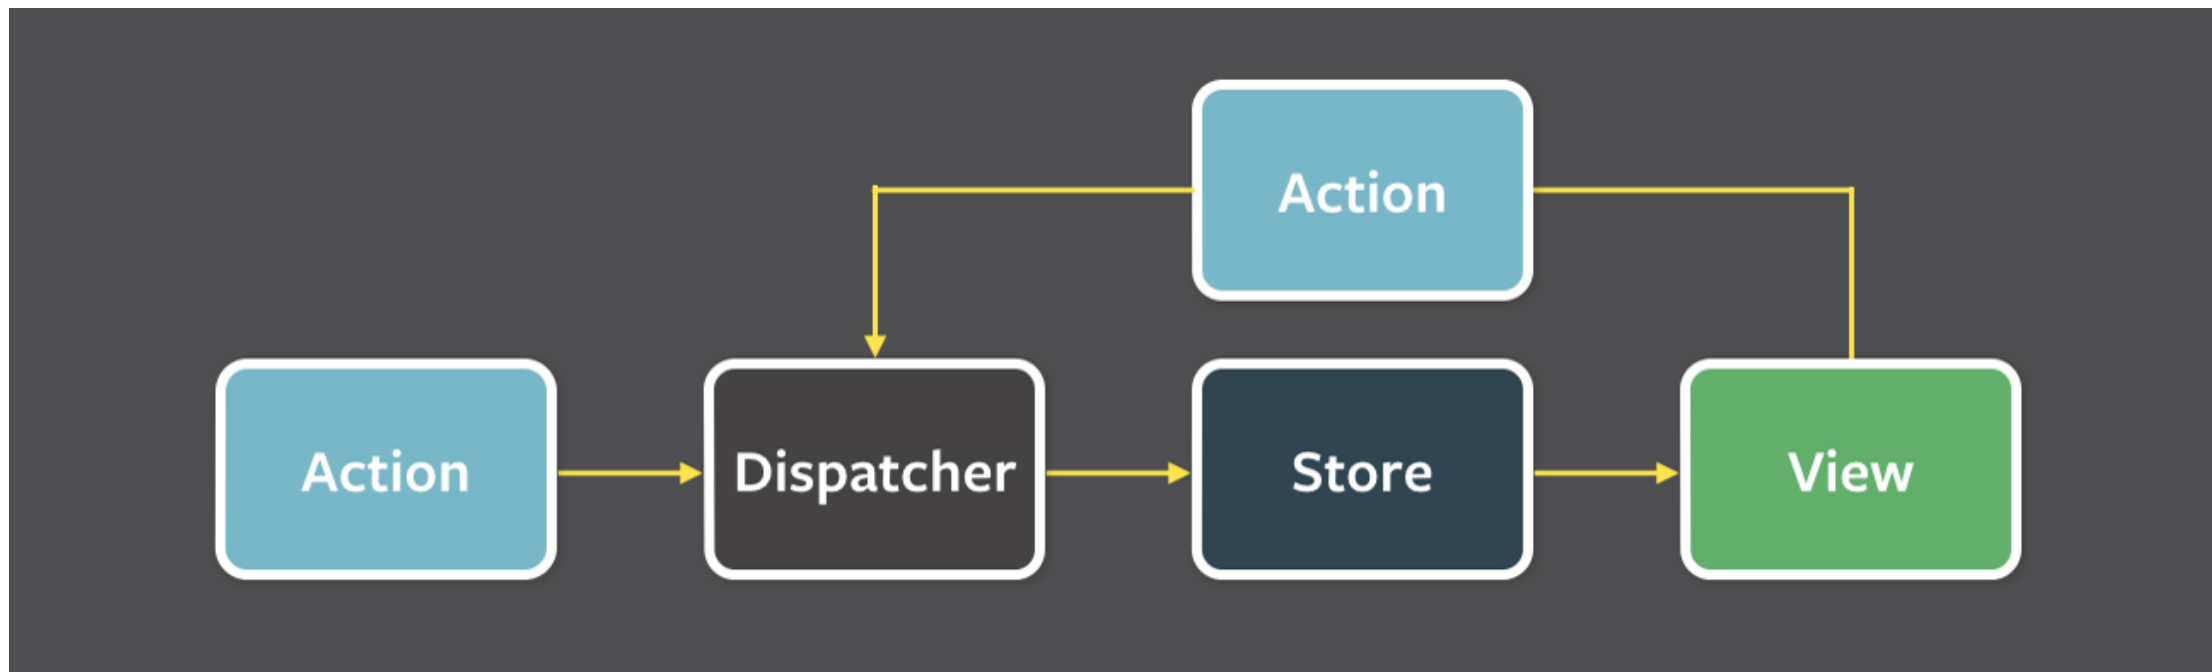 Action
Action
Dispatcher
Store
View